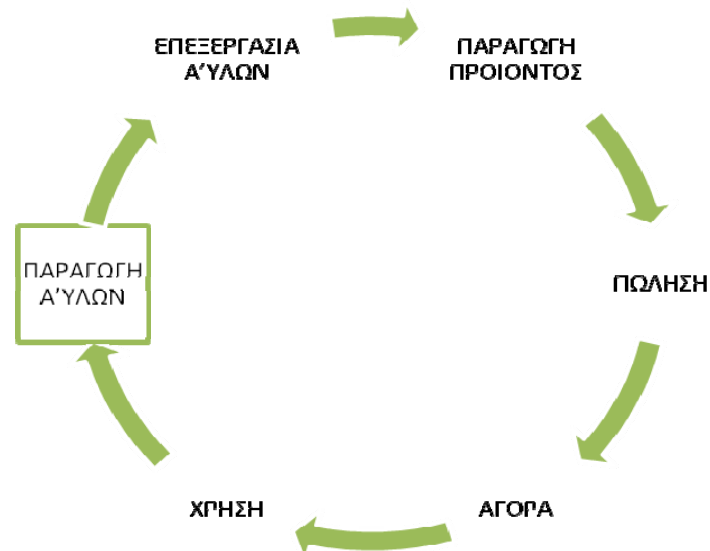 ΕΠΕΞΕΡΓΑΣΙΑ
Α'ΥΛΩΝ
ΠΑΡΑΓΩΓΗ
ΠΡΟΙΟΝΤΟΣ
ΠΩΛΗΣΗ
ΑΓΟΡΑ
ΧΡΗΣΗ
ΠΑΡΑΓΩΓΗ
Α'ΥΛΩΝ